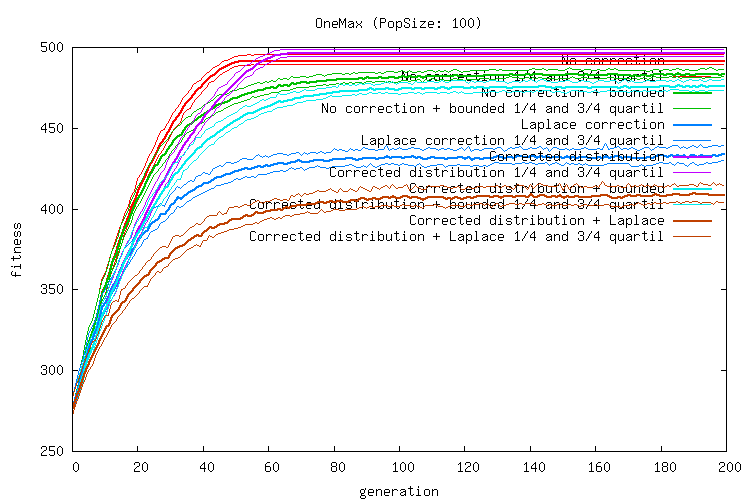 OneMax (PopSize: 100)
500
450
400
350
300
250
fitness
No correction
No correction 1/4 and 3/4 quartil
No correction + bounded
No correction + bounded 1/4 and 3/4 quartil
Laplace correction
Laplace correction 1/4 and 3/4 quartil
Corrected distribution
Corrected distribution 1/4 and 3/4 quartil
Corrected distribution + bounded
Corrected distribution + bounded 1/4 and 3/4 quartil
Corrected distribution + Laplace
Corrected distribution + Laplace 1/4 and 3/4 quartil
0 20 40 60 80 100 120 140 160 180 200
generation